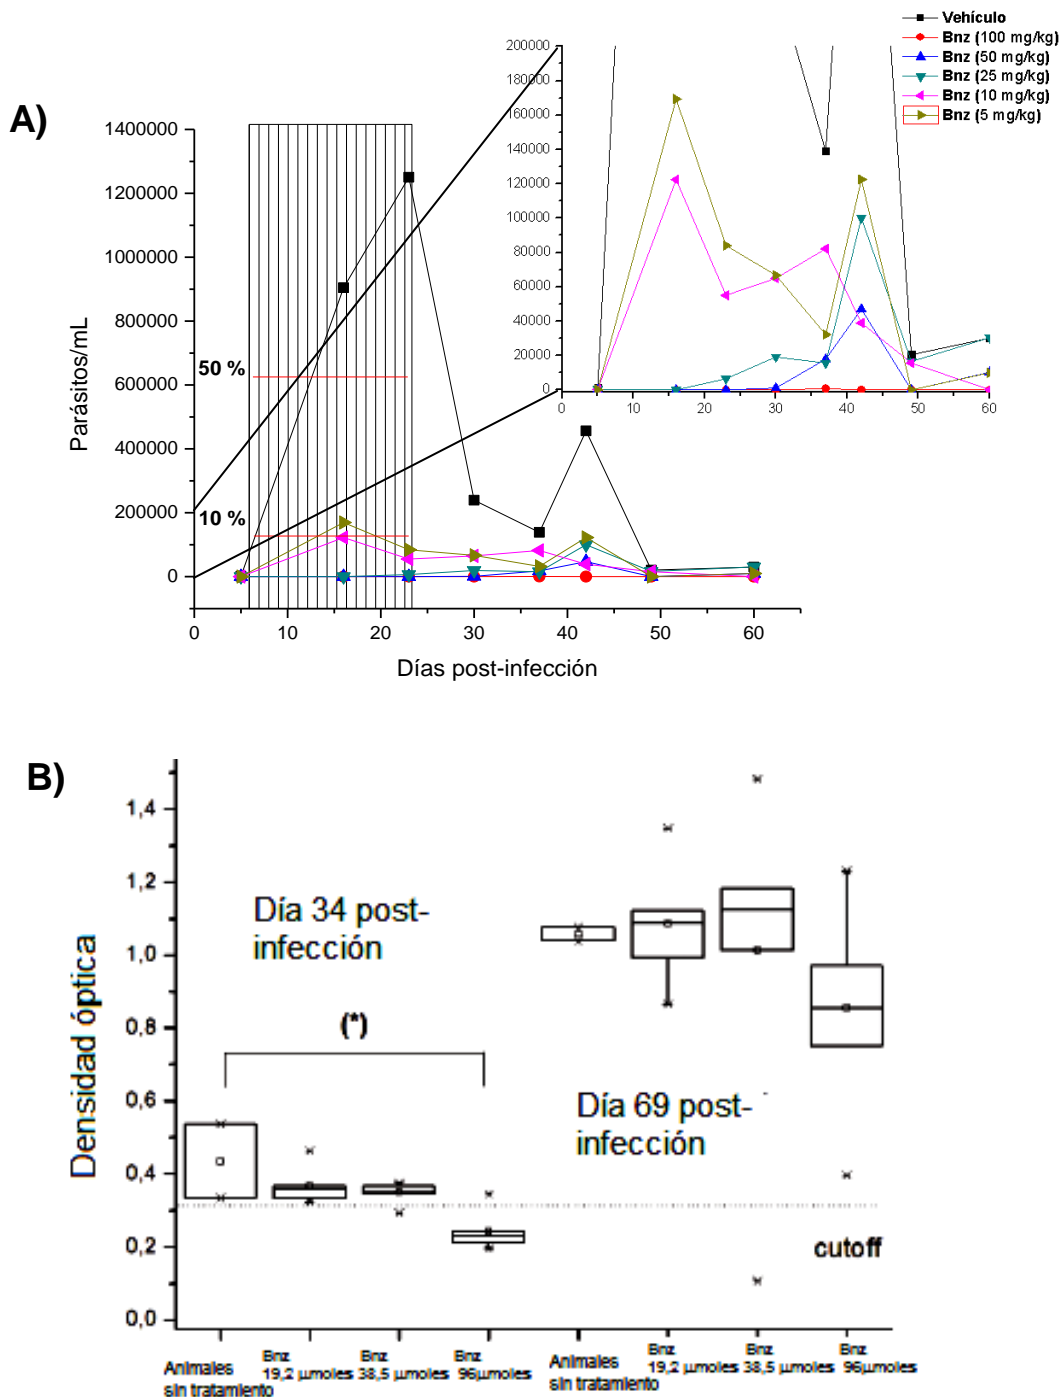 Vehículo
Bnz (100 mg/kg)
Bnz (50 mg/kg)
Bnz (25 mg/kg)
Bnz (10 mg/kg)
Bnz (5 mg/kg)
A)
200000
180000
160000
140000
120000
100000
80000
60000
40000
20000
0
0 10 20 30 40 50 60
1400000
1200000
1000000
800000
600000
400000
200000
0
50 %
10 %
Parásitos/mL
0 10 20 30 40 50 60
Días post-infección
B)
1,4
1,2
1,0
0,8
0,6
0,4
0,2
0,0
Densidad óptica
Día 34 post-
infección
(*)
Día 69 post-
infección
cutoff
Animales
sin tratamiento
Bnz
19,2 µmoles
Bnz
38,5 µmoles
Bnz
96µmoles
Animales
sin tratamiento
Bnz
19,2 µmoles
Bnz
38,5 µmoles
Bnz
96µmoles